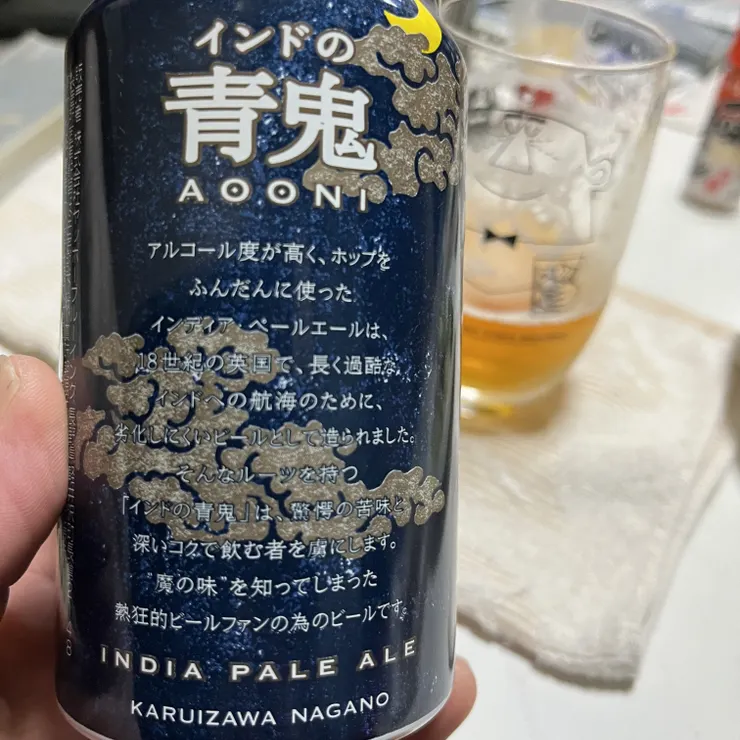 インドの
青鬼
AOONI
アルコール度が高く、ホップを
ふんだんに使った
インディア・ペールエールは、
18世紀の英国で、長く過酷な
インドへの航海のために、
劣化しにくいビールとして造られました。
そんなルーツを持つ
「インドの青鬼」は、驚愕の苦味と
深いコクで飲む者を虜にします。
"魔の味"を知ってしまった
熱狂的ビールファンの為のビールです。
INDIA PALE ALE
KARUIZAWA NAGANO